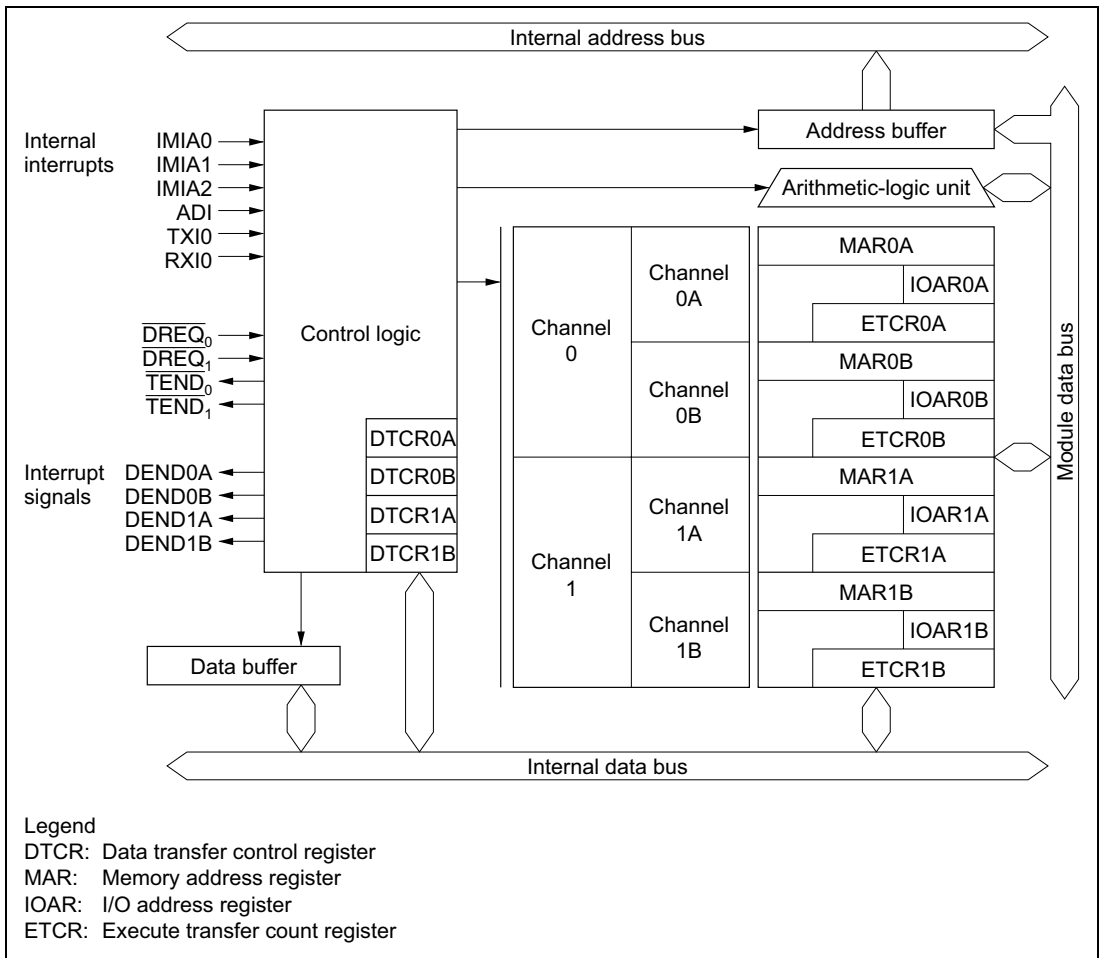 Internal address bus
Internal
interrupts
IMIA0
IMIA1
IMIA2
ADI
TXI0
RXI0
DREQ0
DREQ1
TEND0
TEND1
Interrupt
signals
DEND0A
DEND0B
DEND1A
DEND1B
Control logic
DTCR0A
DTCR0B
DTCR1A
DTCR1B
Data buffer
Address buffer
Arithmetic-logic unit
Channel
0
Channel
0A
Channel
0B
Channel
1
Channel
1A
Channel
1B
MAR0A
IOAR0A
ETCR0A
MAR0B
IOAR0B
ETCR0B
MAR1A
IOAR1A
ETCR1A
MAR1B
IOAR1B
ETCR1B
Module data bus
Internal data bus
Legend
DTCR: Data transfer control register
MAR: Memory address register
IOAR: I/O address register
ETCR: Execute transfer count register